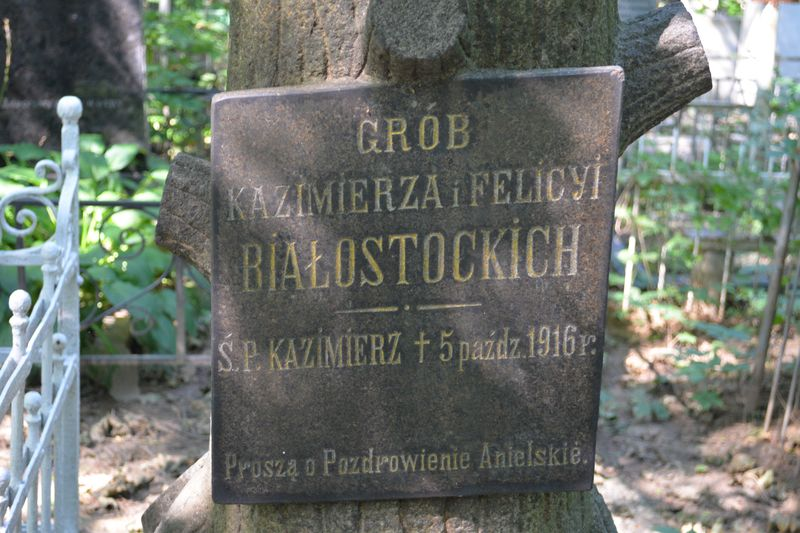 GRÓB
KAZIMIERZA i FELICYI
BIAŁOSTOCKICH
Ś.P. KAZIMIERZ † 5 paźdz. 1916 r.
Proszą o Pozdrowienie Anielskie.